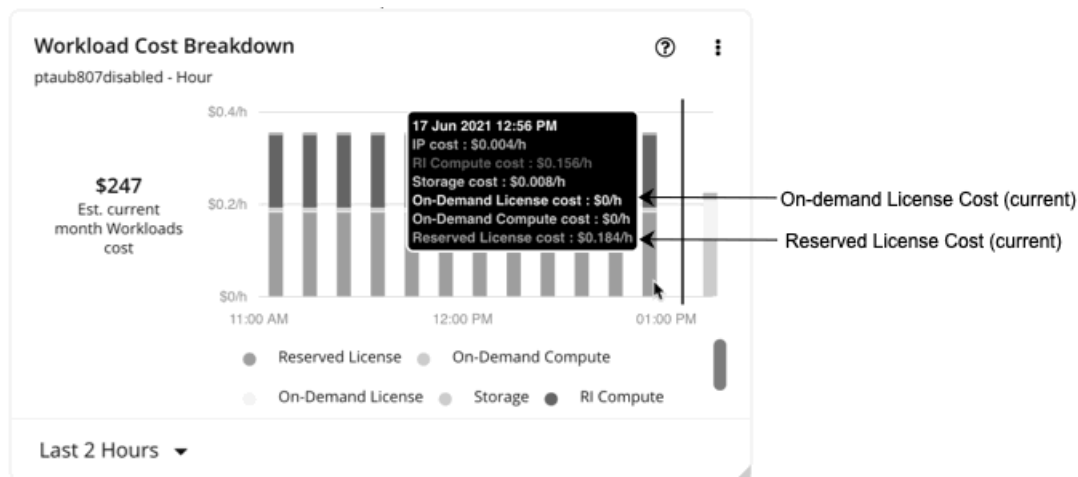 Workload Cost Breakdown
ptaub807disabled - Hour
$247
Est. current
month Workloads
cost
$0.4/h
$0.2/h
$0/h
17 Jun 2021 12:56 PM
IP cost : $0.004/h
RI Compute cost : $0.156/h
Storage cost : $0.008/h
On-Demand License cost : $0/h
On-Demand Compute cost : $0/h
Reserved License cost : $0.184/h
On-demand License Cost (current)
Reserved License Cost (current)
11:00 AM 12:00 PM 01:00 PM
Reserved License On-Demand Compute
On-Demand License Storage RI Compute
Last 2 Hours